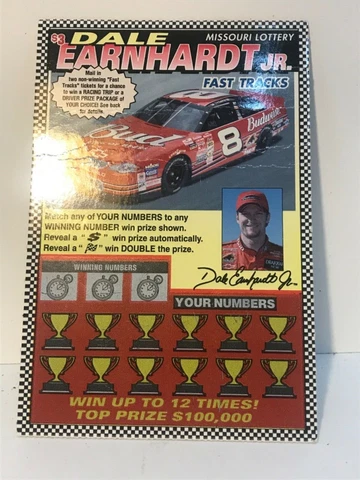 $3 DALE
MISSOURI LOTTERY
EARNHARDT JR.
FAST TRACKS
Mail in
two non-winning "Fast
Tracks" tickets for a chance
to win a RACING TRIP or a
DRIVER PRIZE PACKAGE of
YOUR CHOICE! See back
for details.
Bud
8
Budweiser
Match any of YOUR NUMBERS to any
WINNING NUMBER win prize shown.
Reveal a "$" win prize automatically.
Reveal a " " win DOUBLE the prize.
Dale Earnhardt Jr.
WINNING NUMBERS
YOUR NUMBERS
WIN UP TO 12 TIMES!
TOP PRIZE $100,000